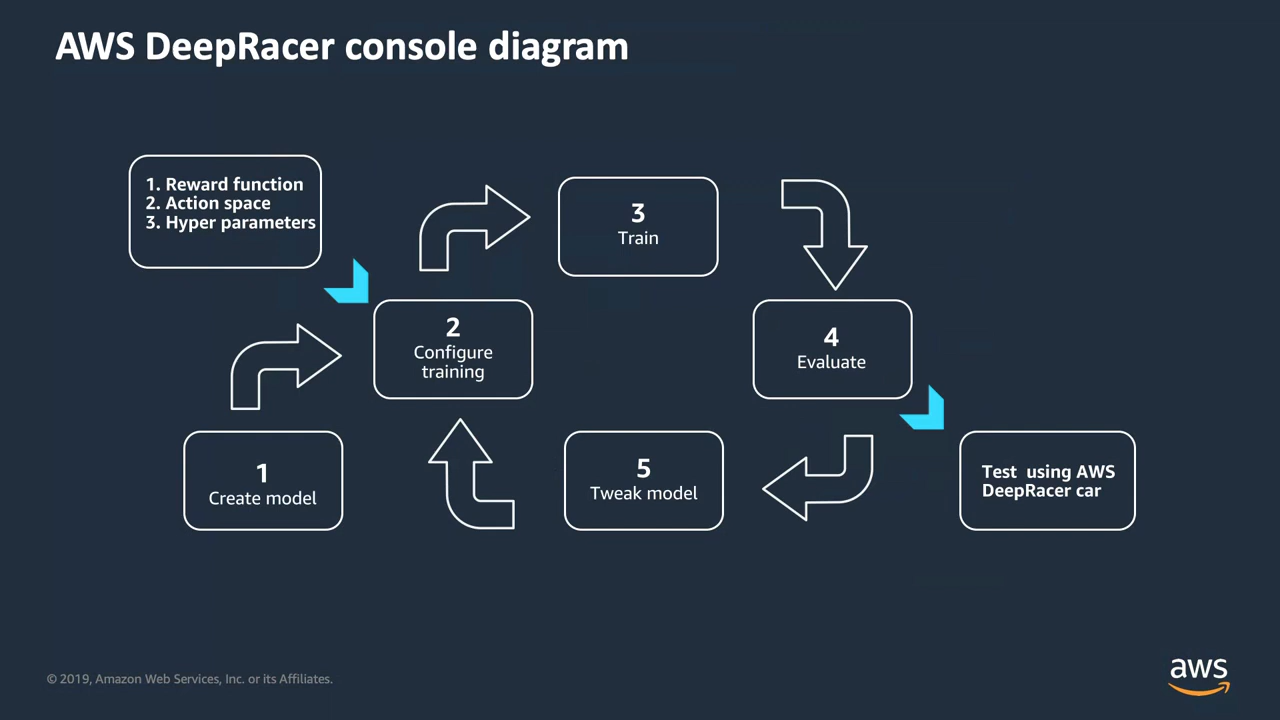 AWS DeepRacer console diagram
1. Reward function
2. Action space
3. Hyper parameters
3
Train
2
Configure
training
4
Evaluate
1
Create model
5
Tweak model
Test using AWS
DeepRacer car
© 2019, Amazon Web Services, Inc. or its Affiliates.
aws